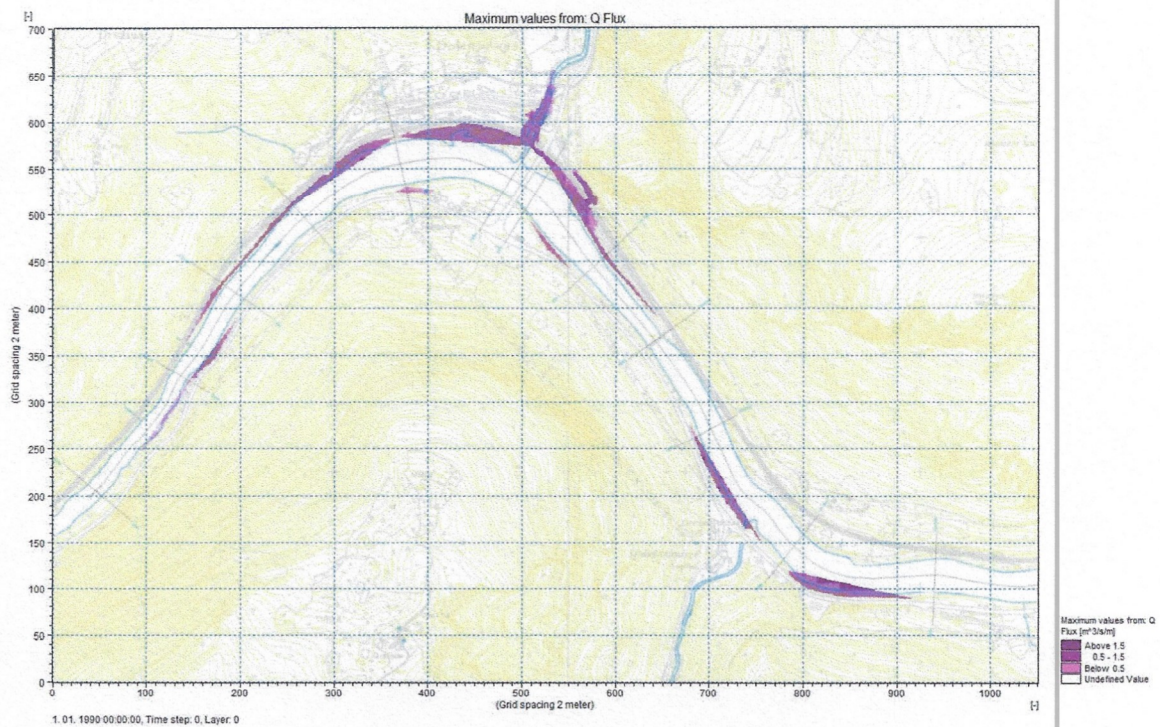 Maximum values from: Q Flux
[-]
700
650
600
550
500
450
400
350
300
250
200
150
100
50
0
(Grid spacing 2 meter)
0 100 200 300 400 500 600 700 800 900 1000
(Grid spacing 2 meter)
[-]
1. 01. 1990 00:00:00, Time step: 0, Layer: 0
Maximum values from: Q
Flux [m^3/s/m]
Above 1.5
0.5 - 1.5
Below 0.5
Undefined Value